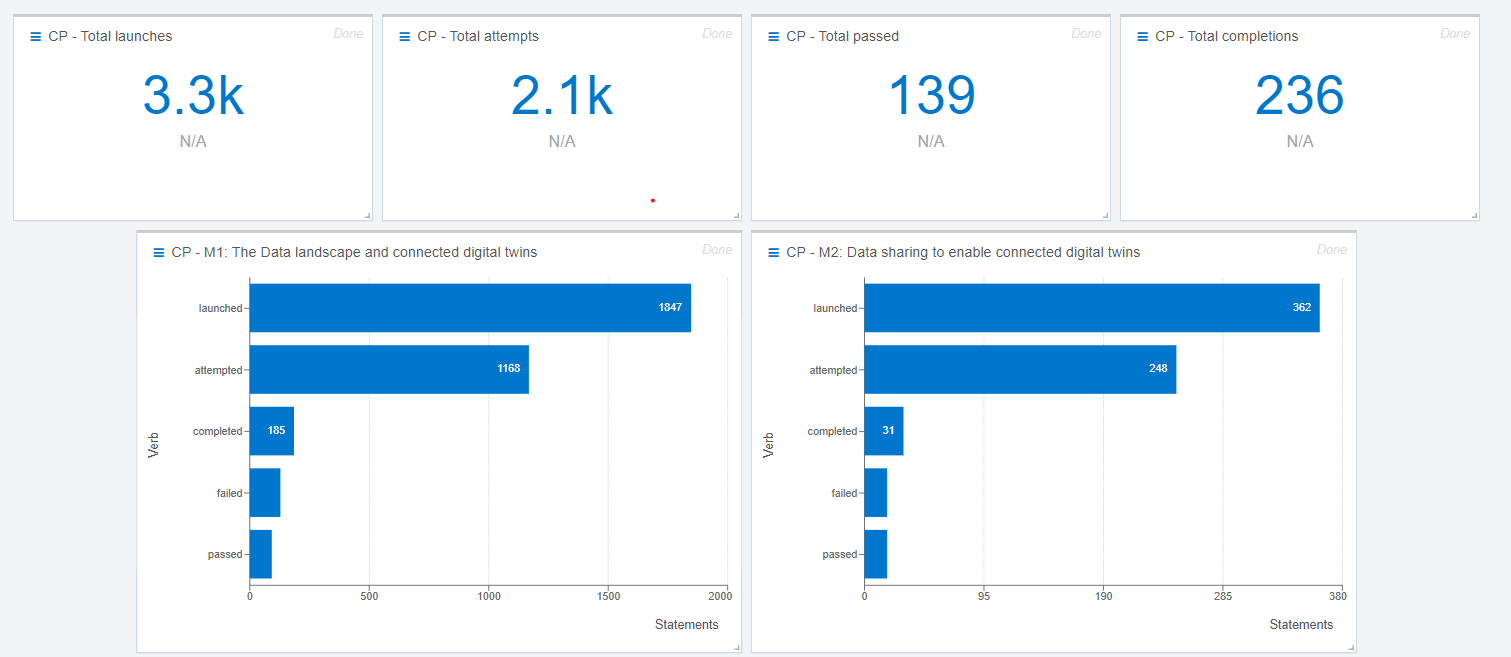 CP - Total launches
Done
3.3k
N/A
CP - Total attempts
Done
2.1k
N/A
CP - Total passed
Done
139
N/A
CP - Total completions
Done
236
N/A
CP - M1: The Data landscape and connected digital twins
Done
Verb
launched
1847
attempted
1168
completed
185
failed
passed
0 500 1000 1500 2000
Statements
CP - M2: Data sharing to enable connected digital twins
Done
Verb
launched
362
attempted
248
completed
31
failed
passed
0 95 190 285 380
Statements